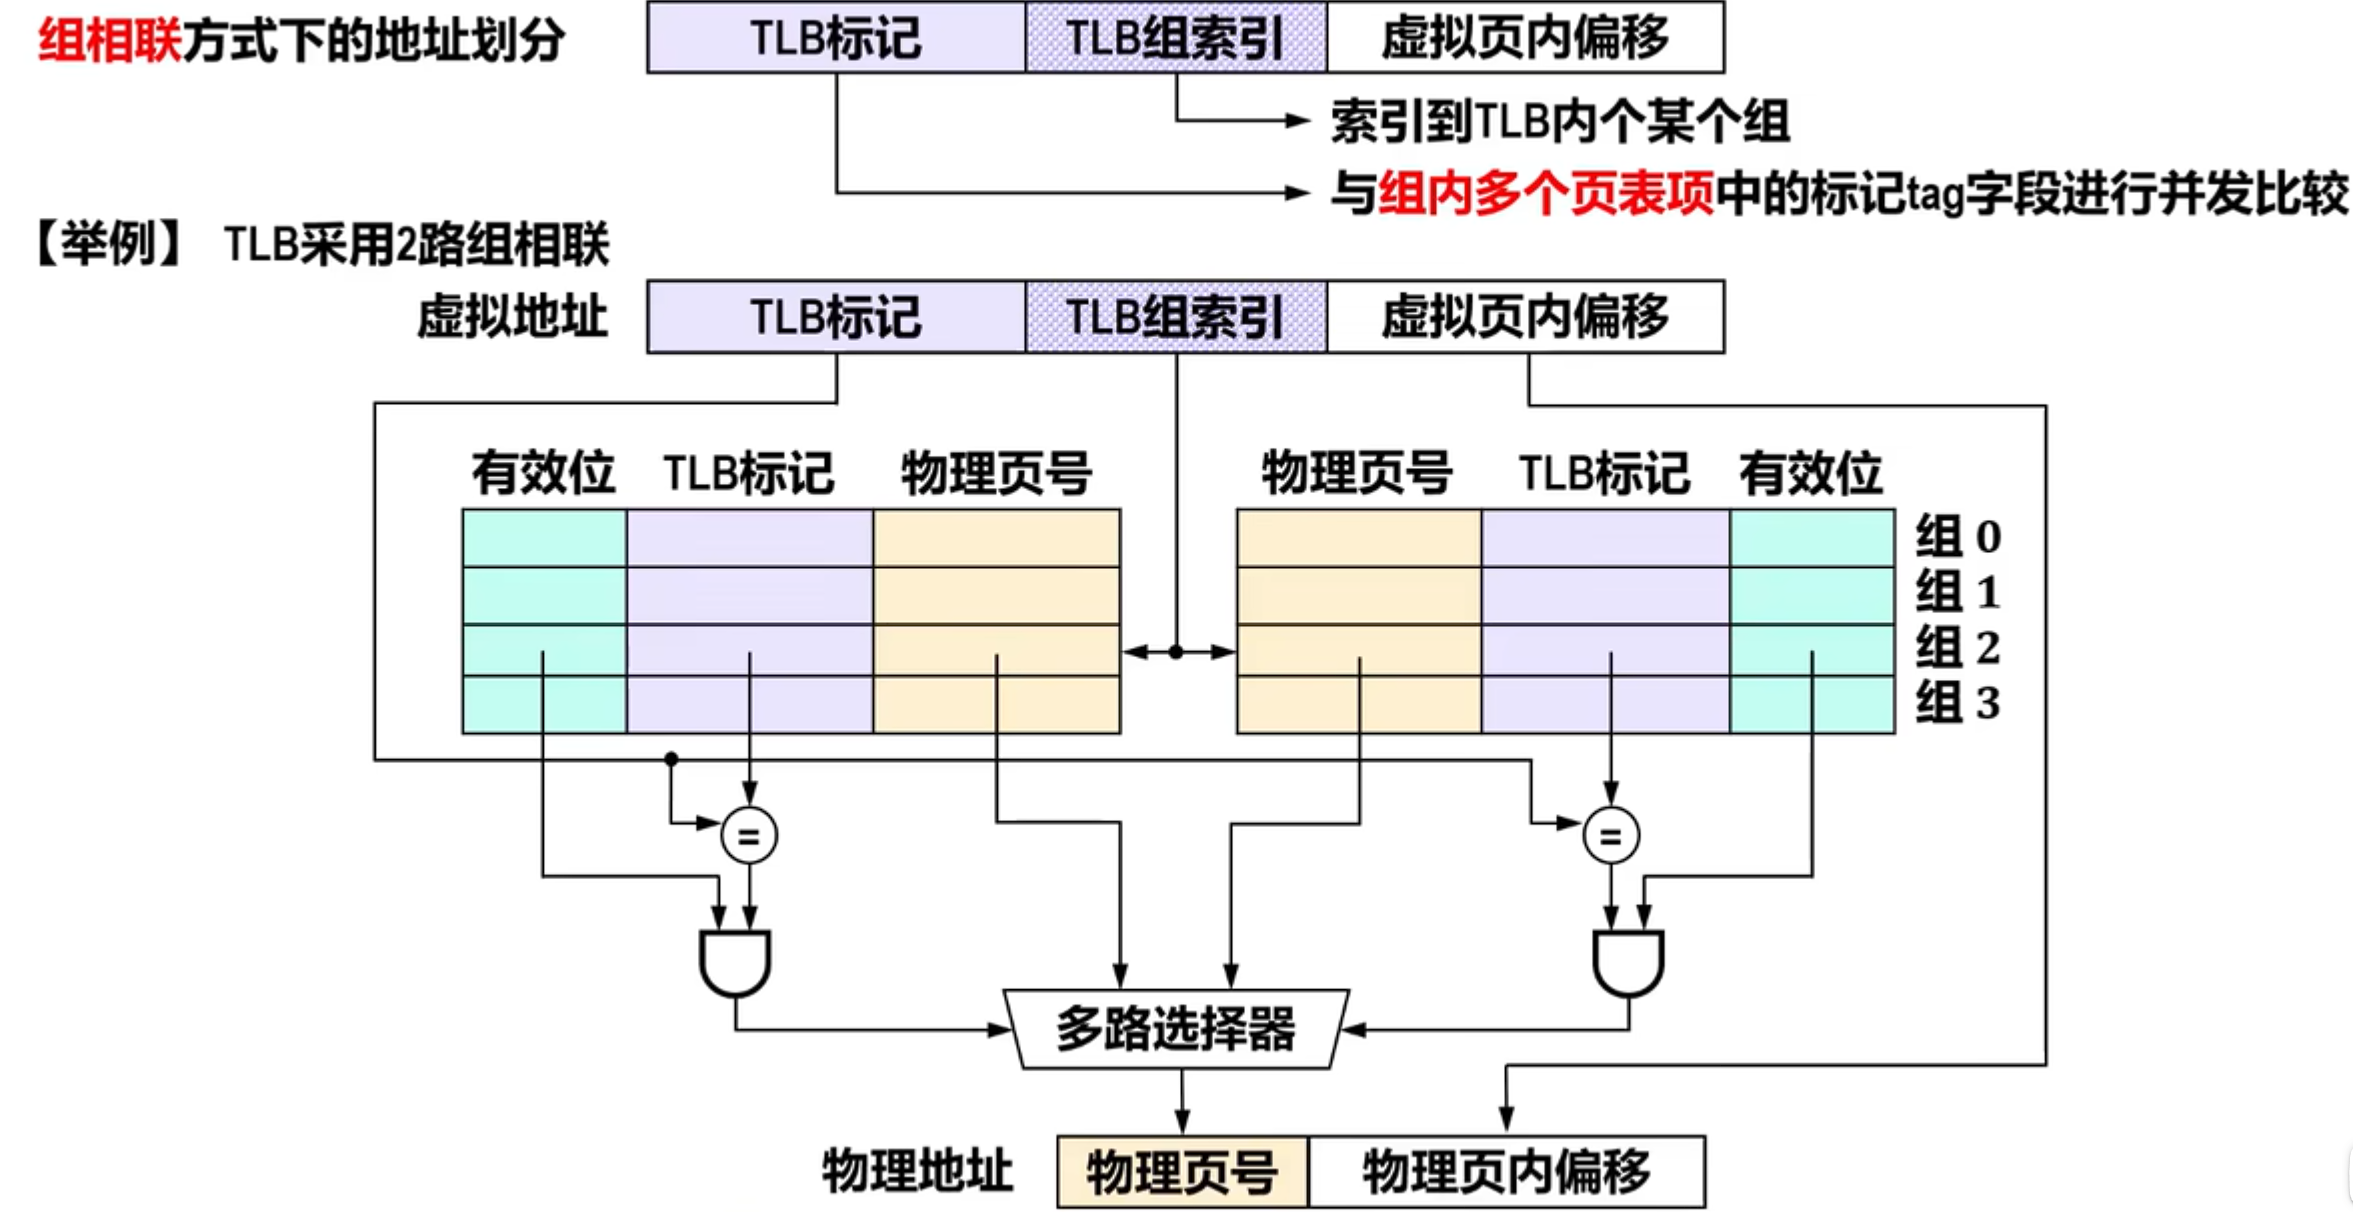 组相联方式下的地址划分
TLB标记 TLB组索引 虚拟页内偏移
索引到TLB内个某个组
与组内多个页表项中的标记tag字段进行并发比较
【举例】 TLB采用2路组相联
虚拟地址 TLB标记 TLB组索引 虚拟页内偏移
有效位 TLB标记 物理页号 物理页号 TLB标记 有效位
组 0
组 1
组 2
组 3
= =
多路选择器
物理地址 物理页号 物理页内偏移